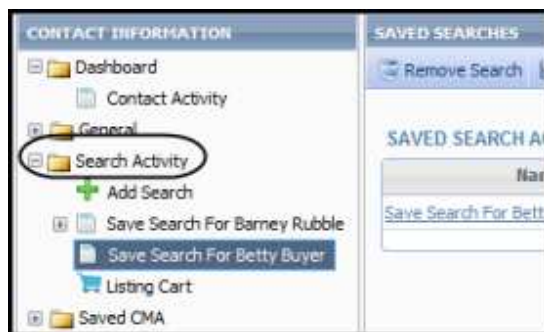 CONTACT INFORMATION
Dashboard
Contact Activity
General
Search Activity
Add Search
Save Search For Barney Rubble
Save Search For Betty Buyer
Listing Cart
Saved CMA
SAVED SEARCHES
Remove Search
SAVED SEARCH A
Nar
Save Search For Bett